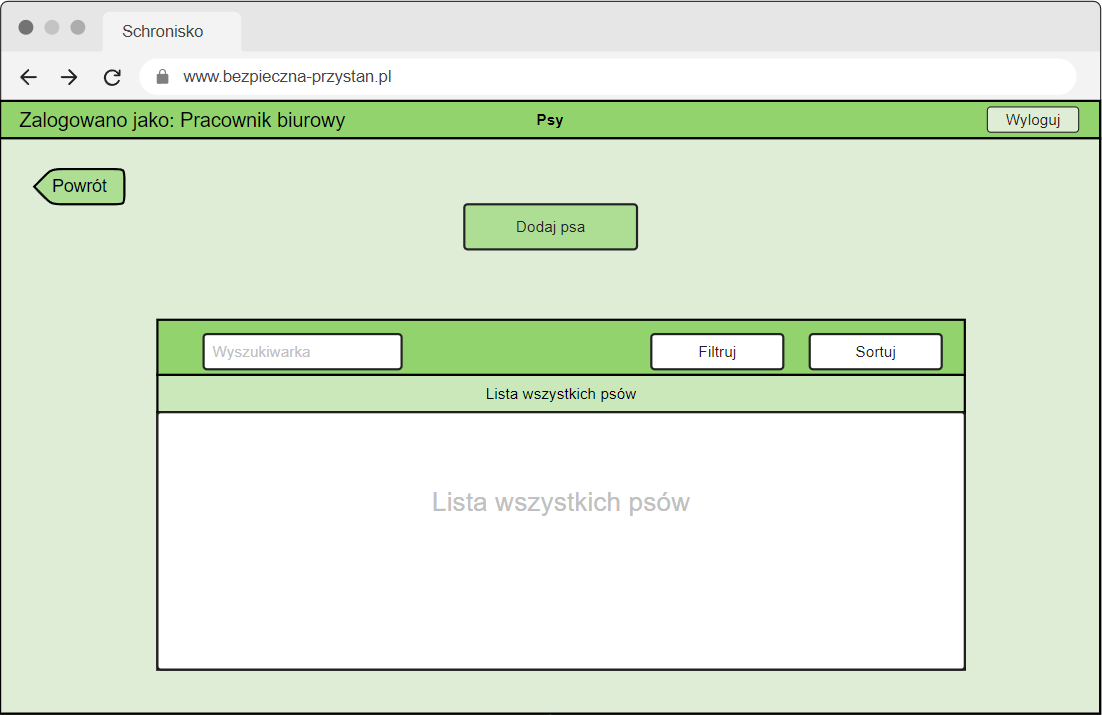 Schronisko
www.bezpieczna-przystan.pl
Zalogowano jako: Pracownik biurowy
Psy
Wyloguj
Powrót
Dodaj psa
Wyszukiwarka
Filtruj
Sortuj
Lista wszystkich psów
Lista wszystkich psów